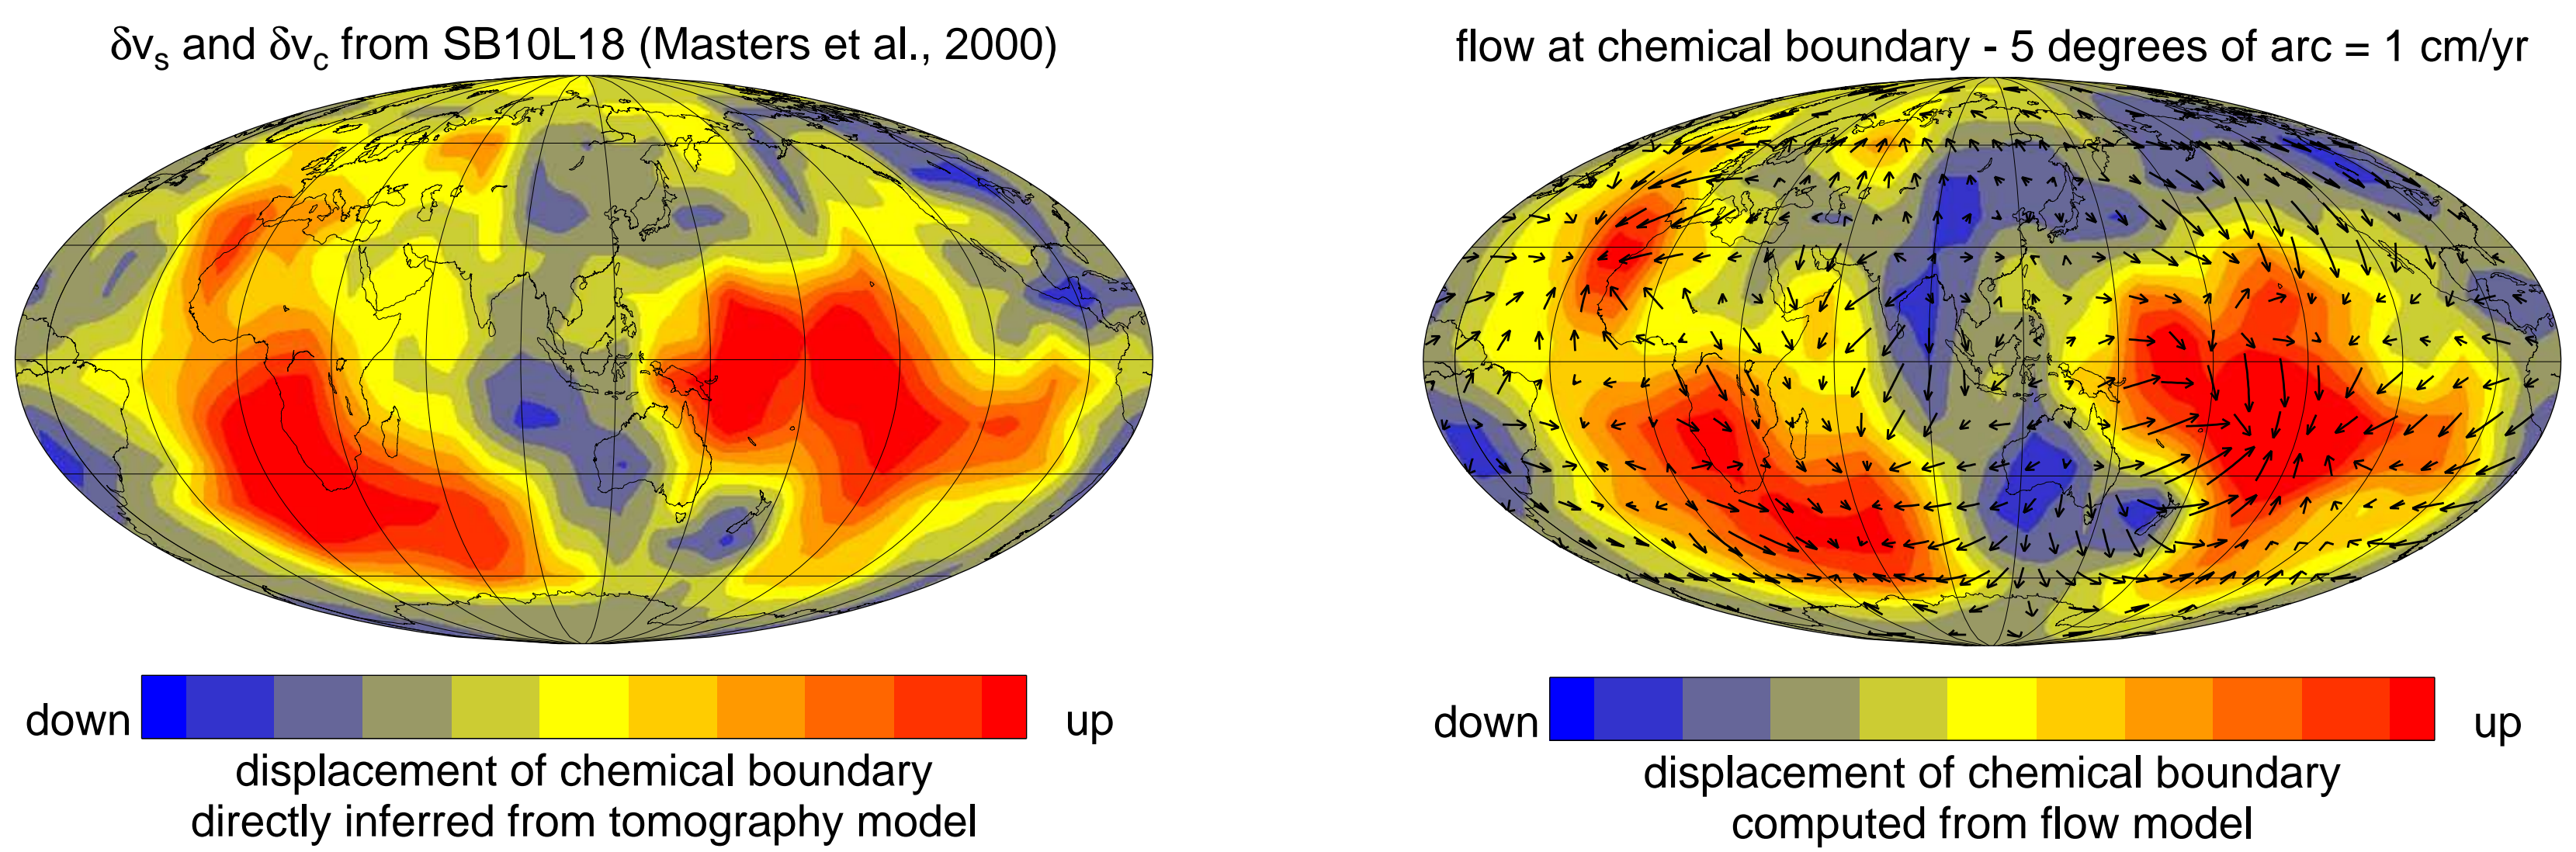 δvs and δvc from SB10L18 (Masters et al., 2000)
down
up
displacement of chemical boundary
directly inferred from tomography model
flow at chemical boundary - 5 degrees of arc = 1 cm/yr
down
up
displacement of chemical boundary
computed from flow model